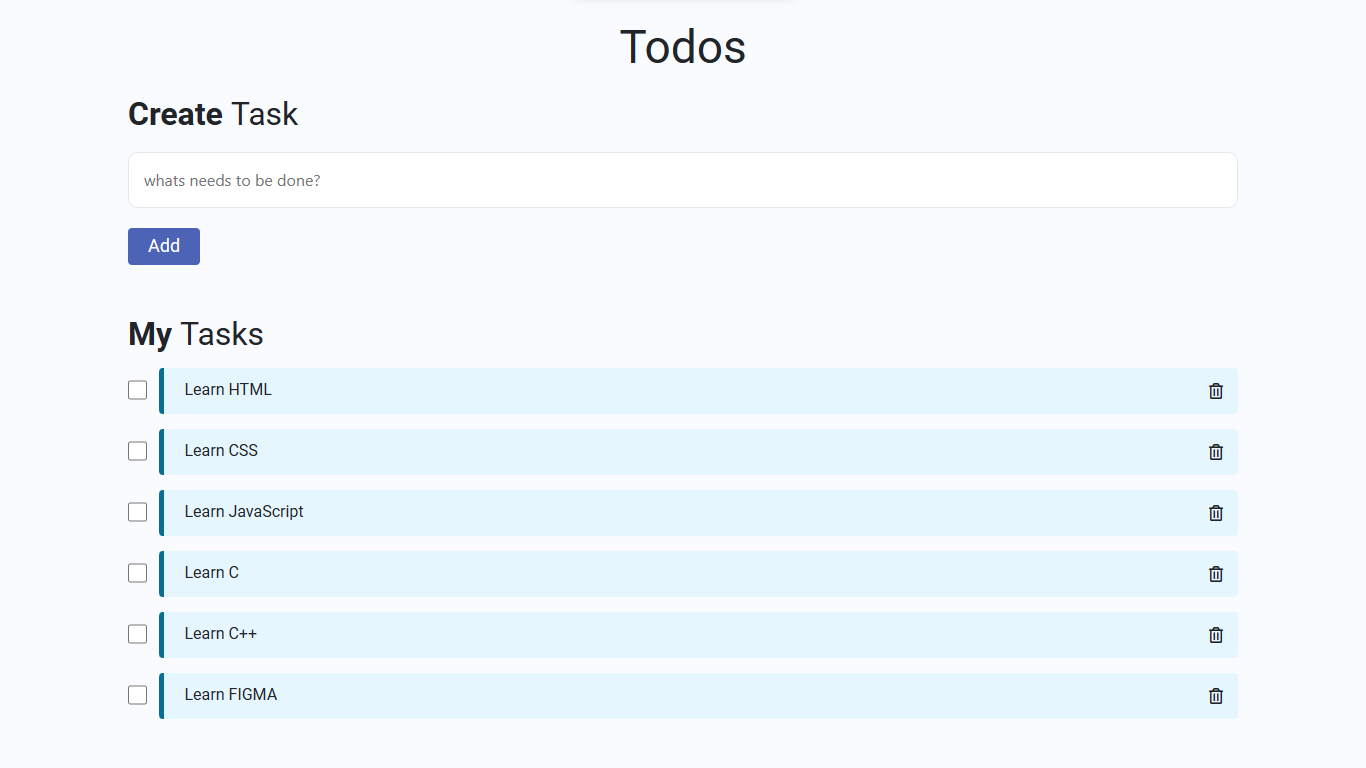 Todos
Create Task
whats needs to be done?
Add
My Tasks
Learn HTML
Learn CSS
Learn JavaScript
Learn C
Learn C++
Learn FIGMA